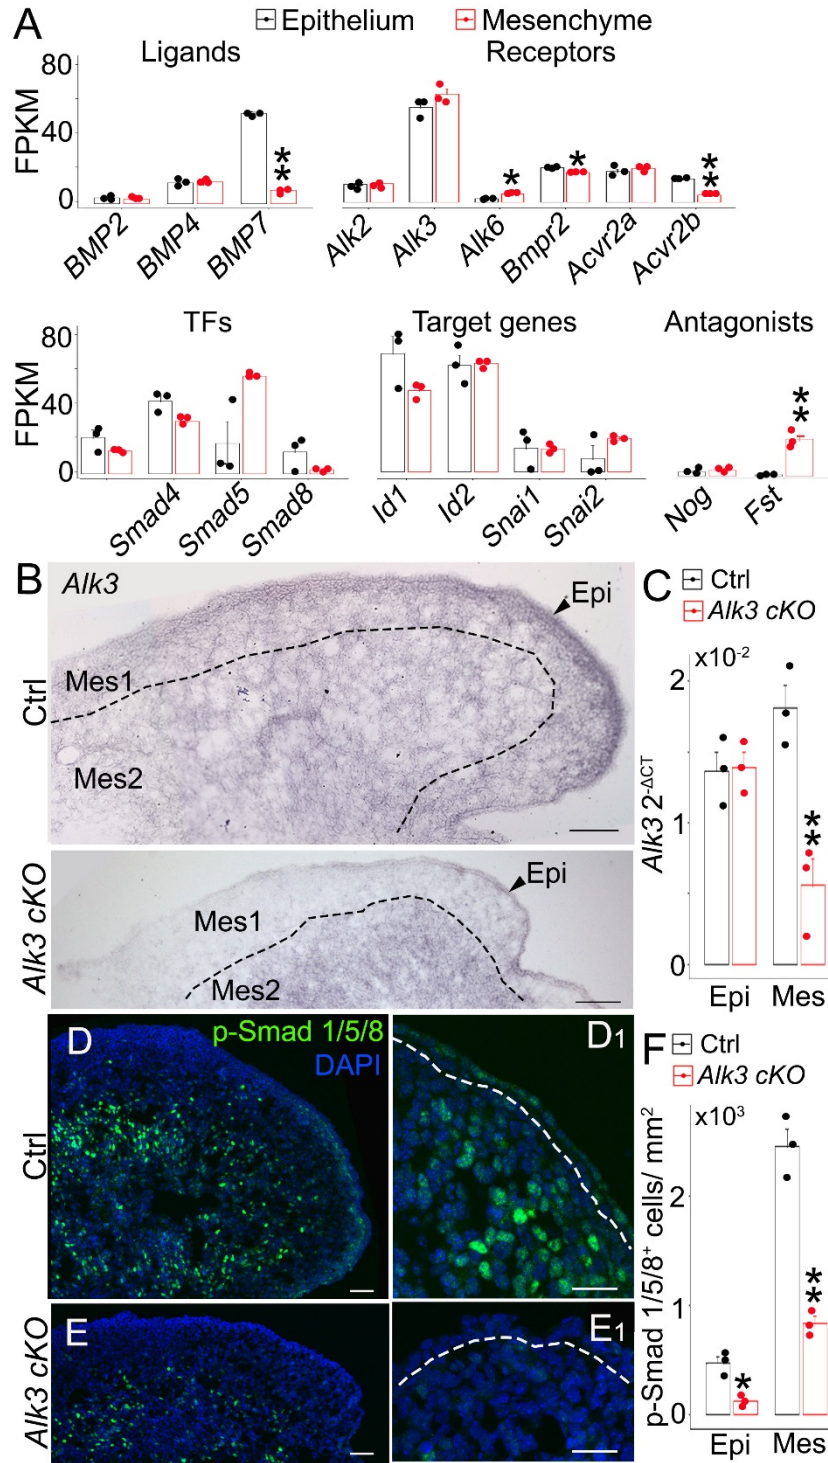 A
Epithelium Mesenchyme
Ligands Receptors
FPKM
80
40
0
BMP2 BMP4 BMP7
**
Alk2 Alk3 Alk6 Bmpr2 Acvr2a Acvr2b
* * **
TFs Target genes Antagonists
FPKM
80
40
0
Smad4 Smad5 Smad8
Id1 Id2 Snai1 Snai2
Nog Fst
**
B Alk3
Epi
Ctrl
Mes1
Mes2
Alk3 cKO
Epi
Mes1
Mes2
C Ctrl
Alk3 cKO
x10-2
Alk3 2-ΔCT
2
1
0
**
Epi Mes
D p-Smad 1/5/8
DAPI
Ctrl
D1
E
Alk3 cKO
E1
F Ctrl
Alk3 cKO
x103
p-Smad 1/5/8+ cells/ mm2
2
1
0
* **
Epi Mes